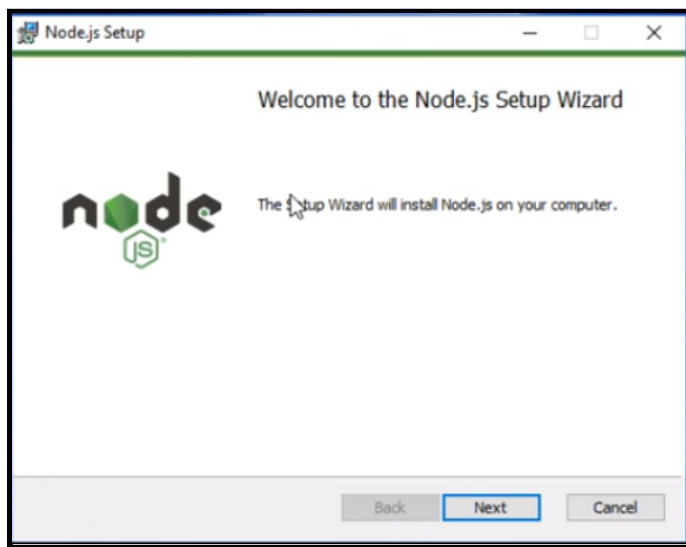 Node.js Setup
Welcome to the Node.js Setup Wizard
node
JS
The Setup Wizard will install Node.js on your computer.
Back
Next
Cancel